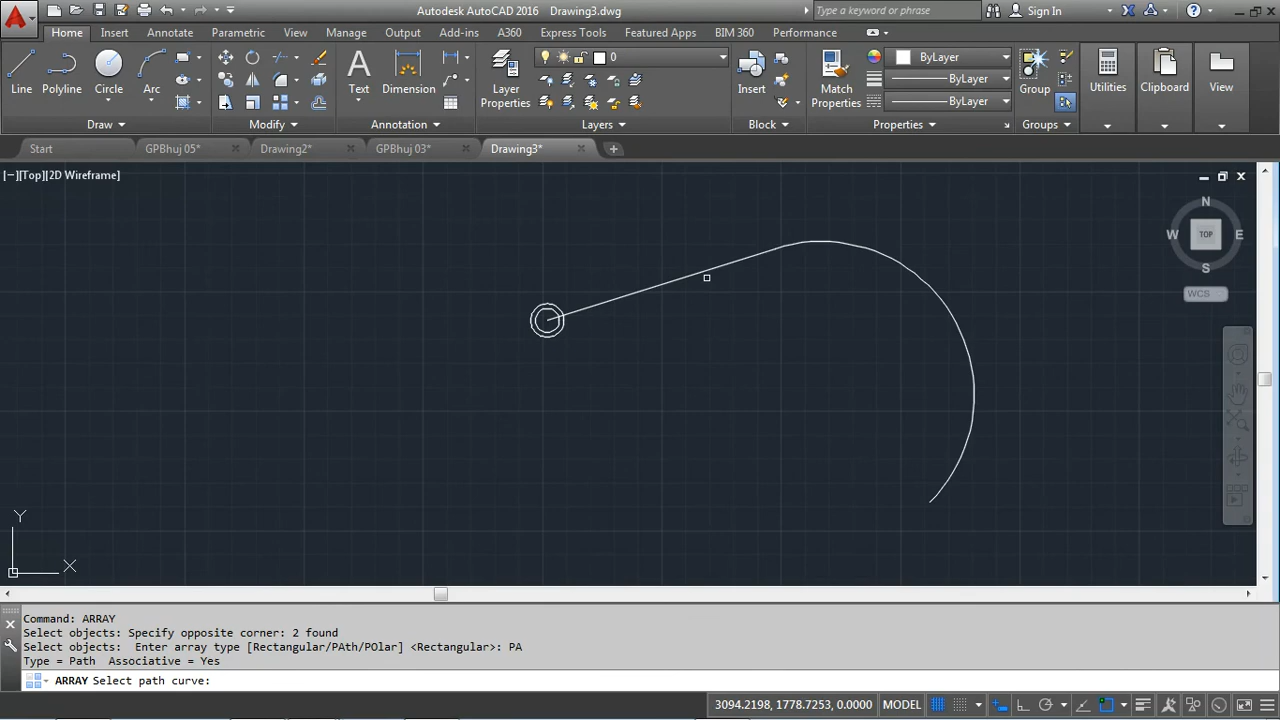 Autodesk AutoCAD 2016 Drawing3.dwg
Type a keyword or phrase
Sign In
Home Insert Annotate Parametric View Manage Output Add-ins A360 Express Tools Featured Apps BIM 360 Performance
0
ByLayer
ByLayer
ByLayer
Line Polyline Circle Arc Text Dimension Layer Properties Insert Match Properties Group Utilities Clipboard View
Draw Modify Annotation Layers Block Properties Groups
Start GPBhuj 05* Drawing2* GPBhuj 03* Drawing3*
[−][Top][2D Wireframe]
N
W TOP E
S
WCS
Y
X
Command: ARRAY
Select objects: Specify opposite corner: 2 found
Select objects: Enter array type [Rectangular/PAth/POlar] <Rectangular>: PA
Type = Path Associative = Yes
ARRAY Select path curve:
3094.2198, 1778.7253, 0.0000 MODEL